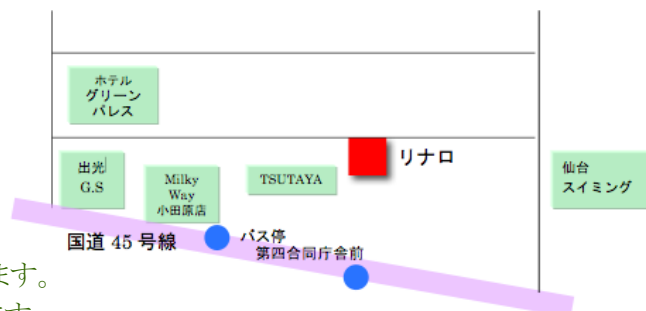 ホテル
グリーン
パレス
リナロ
出光
G.S
Milky
Way
小田原店
TSUTAYA
仙台
スイミング
国道 45 号線
バス停
第四合同庁舎前
ます。